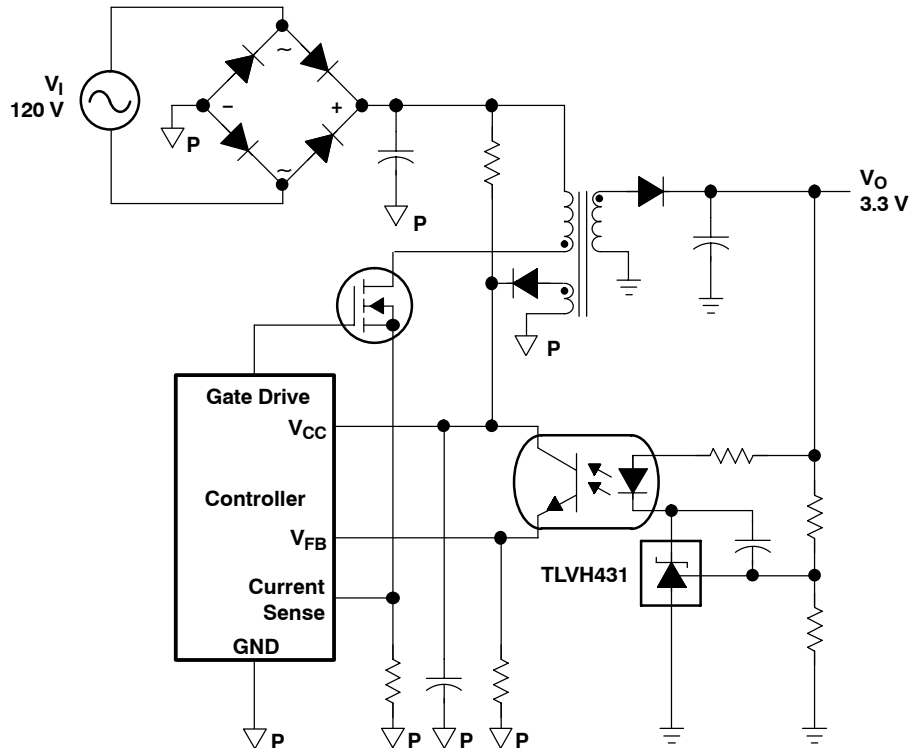 ~
V_I
120 V
−
+
P
~
P
V_O
3.3 V
P
Gate Drive
V_CC
Controller
V_FB
TLVH431
Current
Sense
GND
P
P
P
P